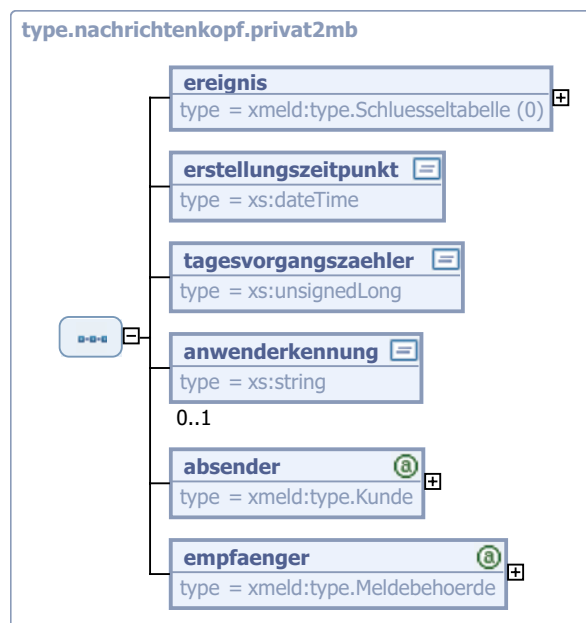 type.nachrichtenkopf.privat2mb
ereignis
type = xmeld:type.Schluesseltabelle (0)
erstellungszeitpunkt
type = xs:dateTime
tagesvorgangszaehler
type = xs:unsignedLong
anwenderkennung
type = xs:string
0..1
absender
type = xmeld:type.Kunde
empfaenger
type = xmeld:type.Meldebehoerde